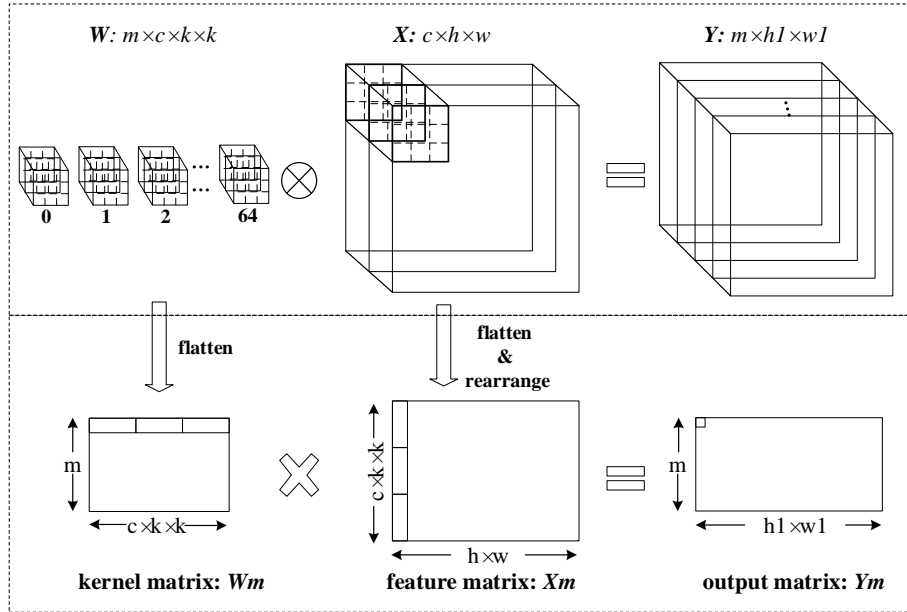 W: m×c×k×k
X: c×h×w
Y: m×h1×w1
0
1
2
...
...
64
flatten
flatten
&
rearrange
m
c×k×k
c×k×k
h×w
m
h1×w1
kernel matrix: Wm
feature matrix: Xm
output matrix: Ym